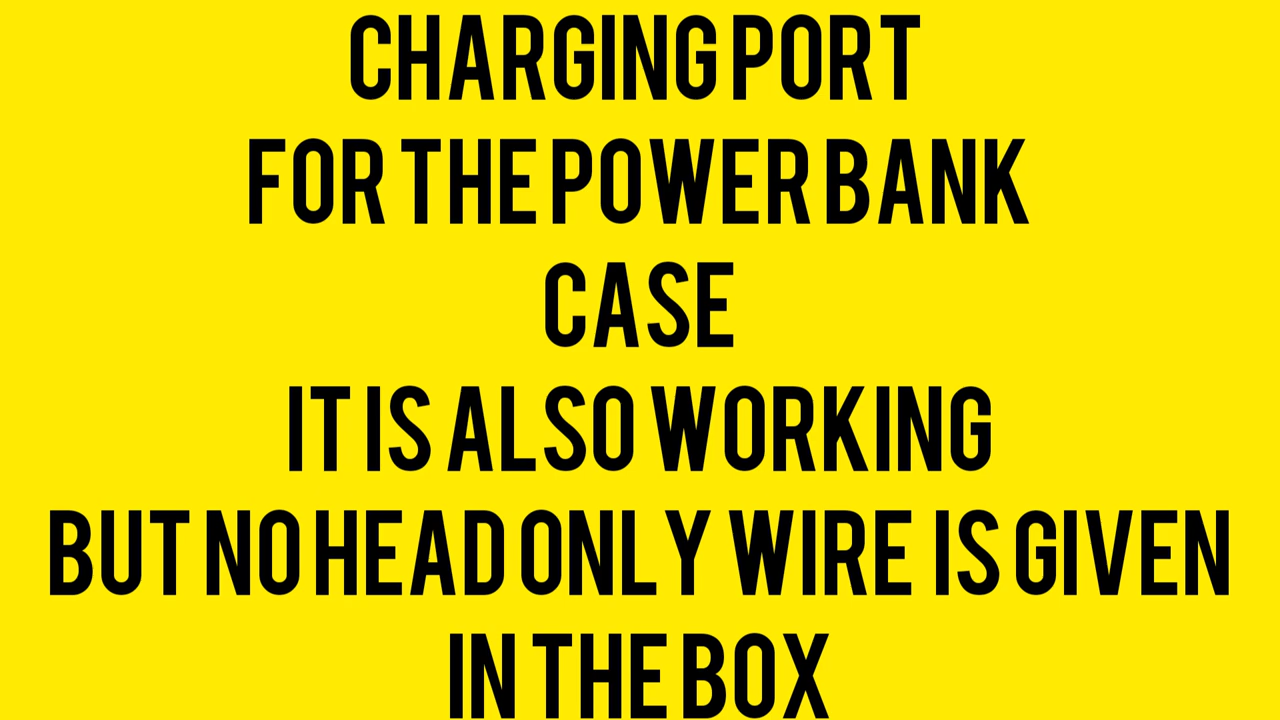 CHARGING PORT
FOR THE POWER BANK
CASE
IT IS ALSO WORKING
BUT NO HEAD ONLY WIRE IS GIVEN
IN THE BOX